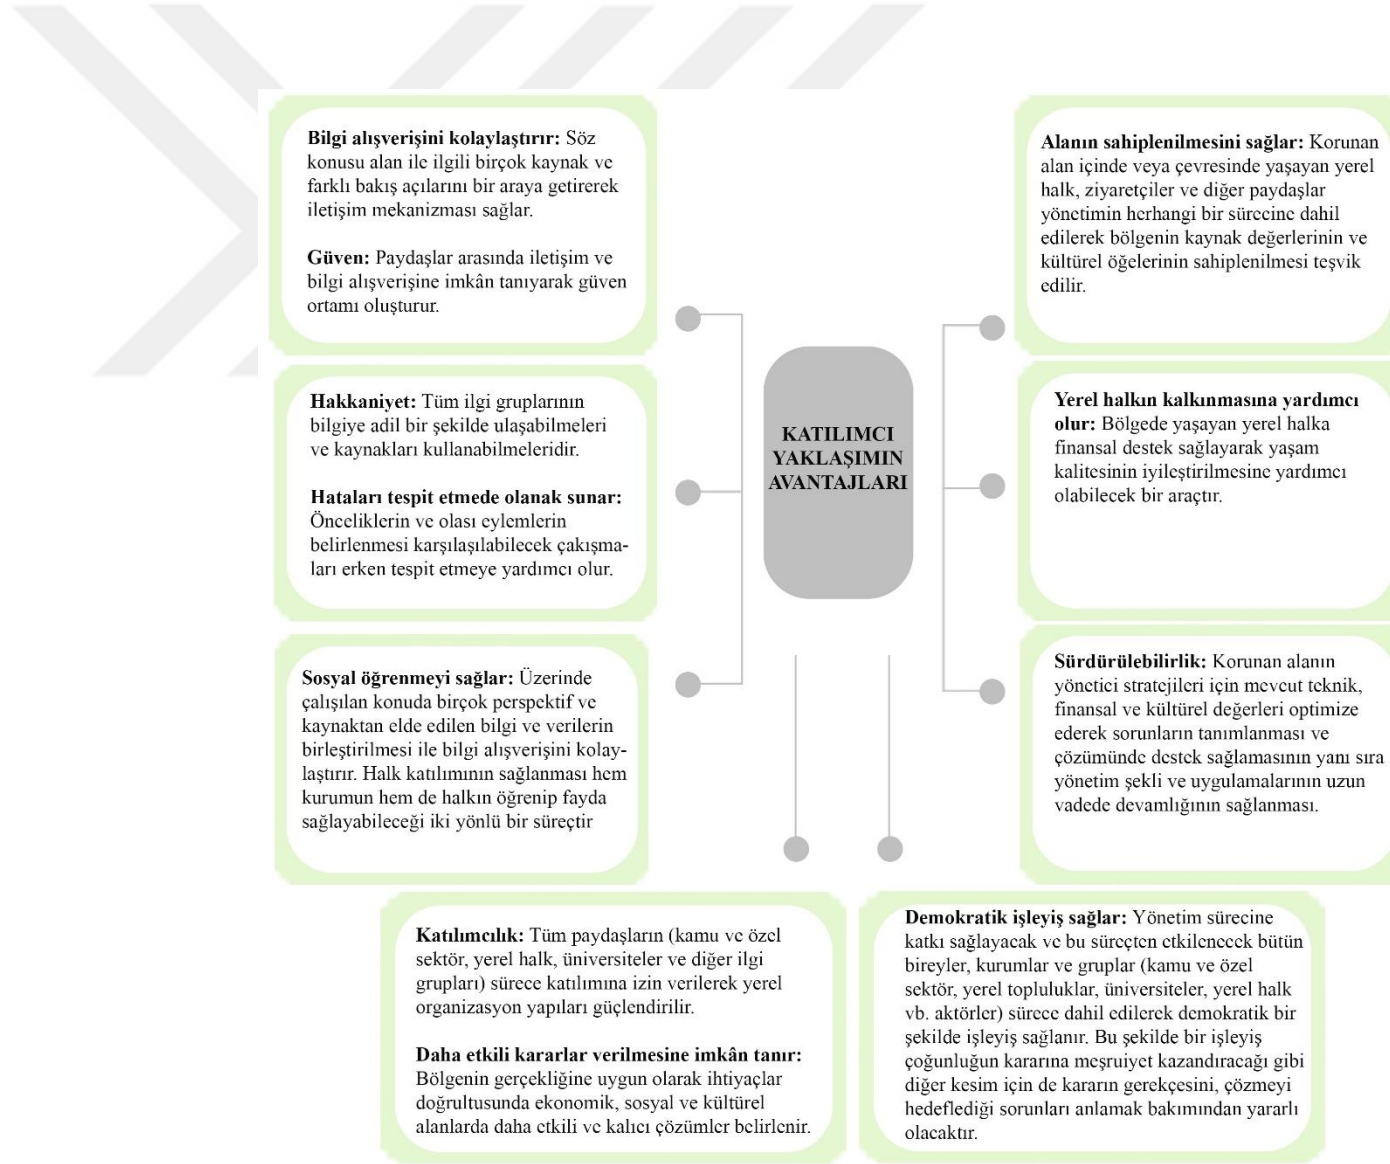 Bilgi alışverişini kolaylaştırır: Söz
konusu alan ile ilgili birçok kaynak ve
farklı bakış açılarını bir araya getirerek
iletişim mekanizması sağlar.
Güven: Paydaşlar arasında iletişim ve
bilgi alışverişine imkân tanıyarak güven
ortamı oluşturur.
Hakkaniyet: Tüm ilgi gruplarının
bilgiye adil bir şekilde ulaşabilmeleri
ve kaynakları kullanabilmeleridir.
Hataları tespit etmede olanak sunar:
Önceliklerin ve olası eylemlerin
belirlenmesi karşılaşılabilecek çakışma-
ları erken tespit etmeye yardımcı olur.
Sosyal öğrenmeyi sağlar: Üzerinde
çalışılan konuda birçok perspektif ve
kaynaktan elde edilen bilgi ve verilerin
birleştirilmesi ile bilgi alışverişini kolay-
laştırır. Halk katılımının sağlanması hem
kurumun hem de halkın öğrenip fayda
sağlayabileceği iki yönlü bir süreçtir
KATILIMCI
YAKLAŞIMIN
AVANTAJLARI
Alanın sahiplenilmesini sağlar: Korunan
alan içinde veya çevresinde yaşayan yerel
halk, ziyaretçiler ve diğer paydaşlar
yönetimin herhangi bir sürecine dahil
edilerek bölgenin kaynak değerlerinin ve
kültürel öğelerinin sahiplenilmesi teşvik
edilir.
Yerel halkın kalkınmasına yardımcı
olur: Bölgede yaşayan yerel halka
finansal destek sağlayarak yaşam
kalitesinin iyileştirilmesine yardımcı
olabilecek bir araçtır.
Sürdürülebilirlik: Korunan alanın
yönetici stratejileri için mevcut teknik,
finansal ve kültürel değerleri optimize
ederek sorunların tanımlanması ve
çözümünde destek sağlamasının yanı sıra
yönetim şekli ve uygulamalarının uzun
vadede devamlığının sağlanması.
Katılımcılık: Tüm paydaşların (kamu ve özel
sektör, yerel halk, üniversiteler ve diğer ilgi
grupları) sürece katılımına izin verilerek yerel
organizasyon yapıları güçlendirilir.
Daha etkili kararlar verilmesine imkân tanır:
Bölgenin gerçekliğine uygun olarak ihtiyaçlar
doğrultusunda ekonomik, sosyal ve kültürel
alanlarda daha etkili ve kalıcı çözümler belirlenir.
Demokratik işleyiş sağlar: Yönetim sürecine
katkı sağlayacak ve bu süreçten etkilenecek bütün
bireyler, kurumlar ve gruplar (kamu ve özel
sektör, yerel topluluklar, üniversiteler, yerel halk
vb. aktörler) sürece dahil edilerek demokratik bir
şekilde işleyiş sağlanır. Bu şekilde bir işleyiş
çoğunluğun kararına meşruiyet kazandıracağı gibi
diğer kesim için de kararın gerekçesini, çözmeyi
hedeflediği sorunları anlamak bakımından yararlı
olacaktır.